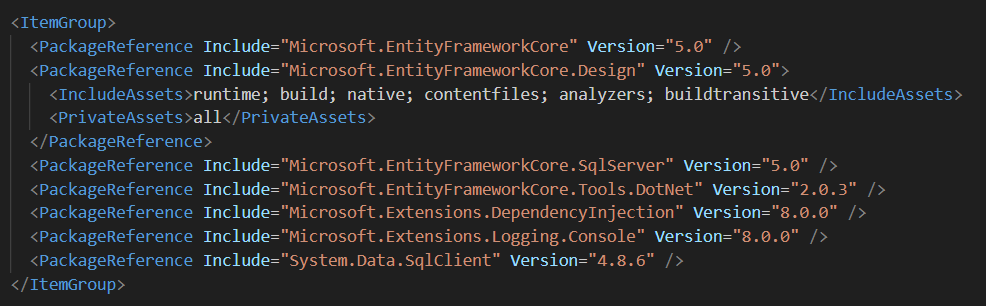 <ItemGroup>
<PackageReference Include="Microsoft.EntityFrameworkCore" Version="5.0" />
<PackageReference Include="Microsoft.EntityFrameworkCore.Design" Version="5.0">
<IncludeAssets>runtime; build; native; contentfiles; analyzers; buildtransitive</IncludeAssets>
<PrivateAssets>all</PrivateAssets>
</PackageReference>
<PackageReference Include="Microsoft.EntityFrameworkCore.SqlServer" Version="5.0" />
<PackageReference Include="Microsoft.EntityFrameworkCore.Tools.DotNet" Version="2.0.3" />
<PackageReference Include="Microsoft.Extensions.DependencyInjection" Version="8.0.0" />
<PackageReference Include="Microsoft.Extensions.Logging.Console" Version="8.0.0" />
<PackageReference Include="System.Data.SqlClient" Version="4.8.6" />
</ItemGroup>